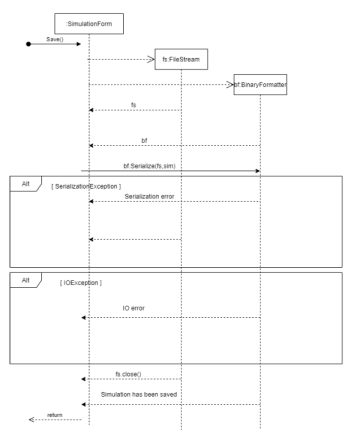 :SimulationForm
Save()
fs:FileStream
bf:BinaryFormatter
fs
bf
bf.Serialize(fs,sim)
Alt
[ SerializationException ]
Serialization error
Alt
[ IOException ]
IO error
fs.close()
Simulation has been saved
return